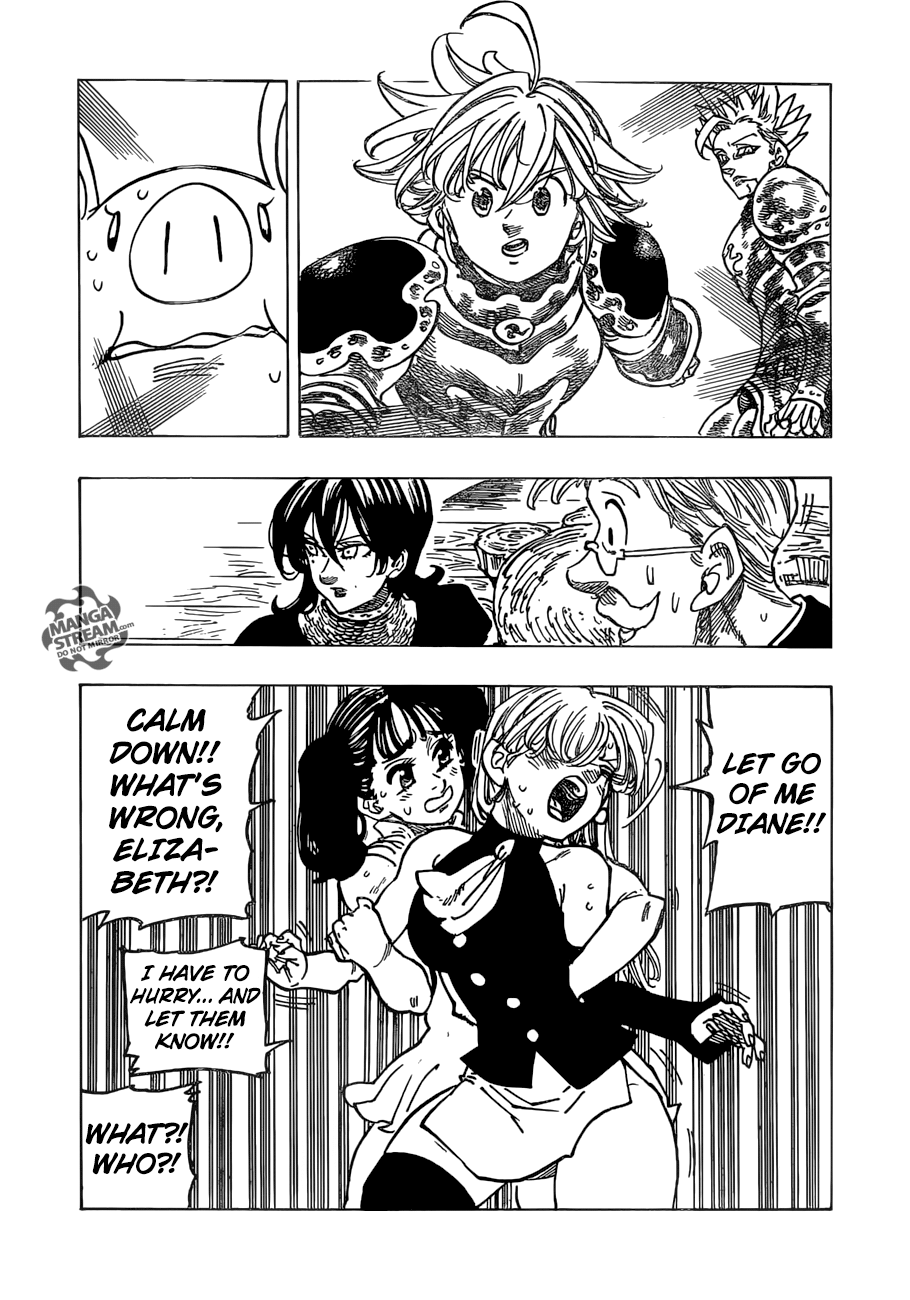 MANGA
STREAM.com
DO NOT MIRROR
LET GO
OF ME
DIANE!!
CALM
DOWN!!
WHAT'S
WRONG,
ELIZA-
BETH?!
I HAVE TO
HURRY... AND
LET THEM
KNOW!!
WHAT?!
WHO?!